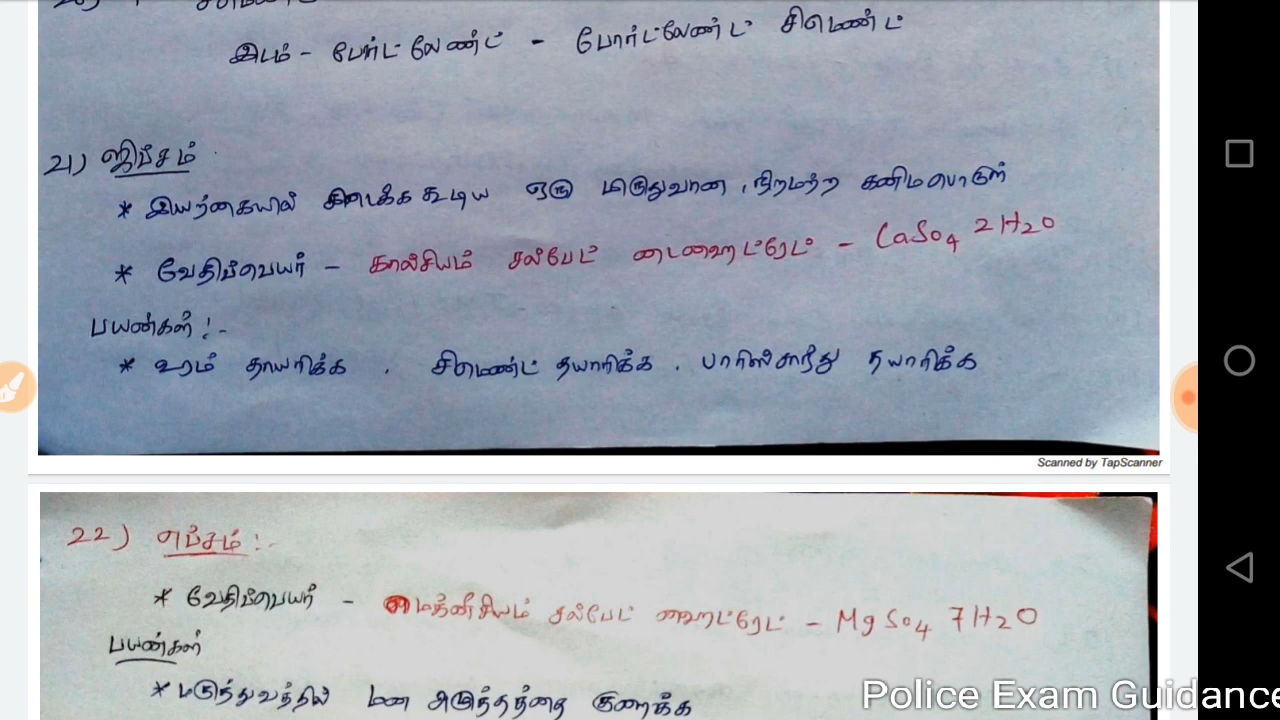 இடம் - போர்ட்லேண்ட் - போர்ட்லேண்ட் சிமெண்ட்
21) ஜிப்சம்
* இயற்கையில் கிடைக்க கூடிய ஒரு மிருதுவான, நிறமற்ற கனிமபொருள்
* வேதிப்பெயர் - கால்சியம் சல்பேட் டைஹைட்ரேட் - CaSO4 2H2O
பயன்கள் :-
* உரம் தாயரிக்க , சிமெண்ட் தயாரிக்க , பாரிஸ்சாந்து தயாரிக்க
Scanned by TapScanner
22) எப்சம் :-
* வேதிப்பெயர் - மெக்னீசியம் சல்பேட் ஹைட்ரேட் - MgSO4 7H2O
பயன்கள்
* மருத்துவத்தில் மன அழுத்தத்தை குறைக்க
Police Exam Guidance